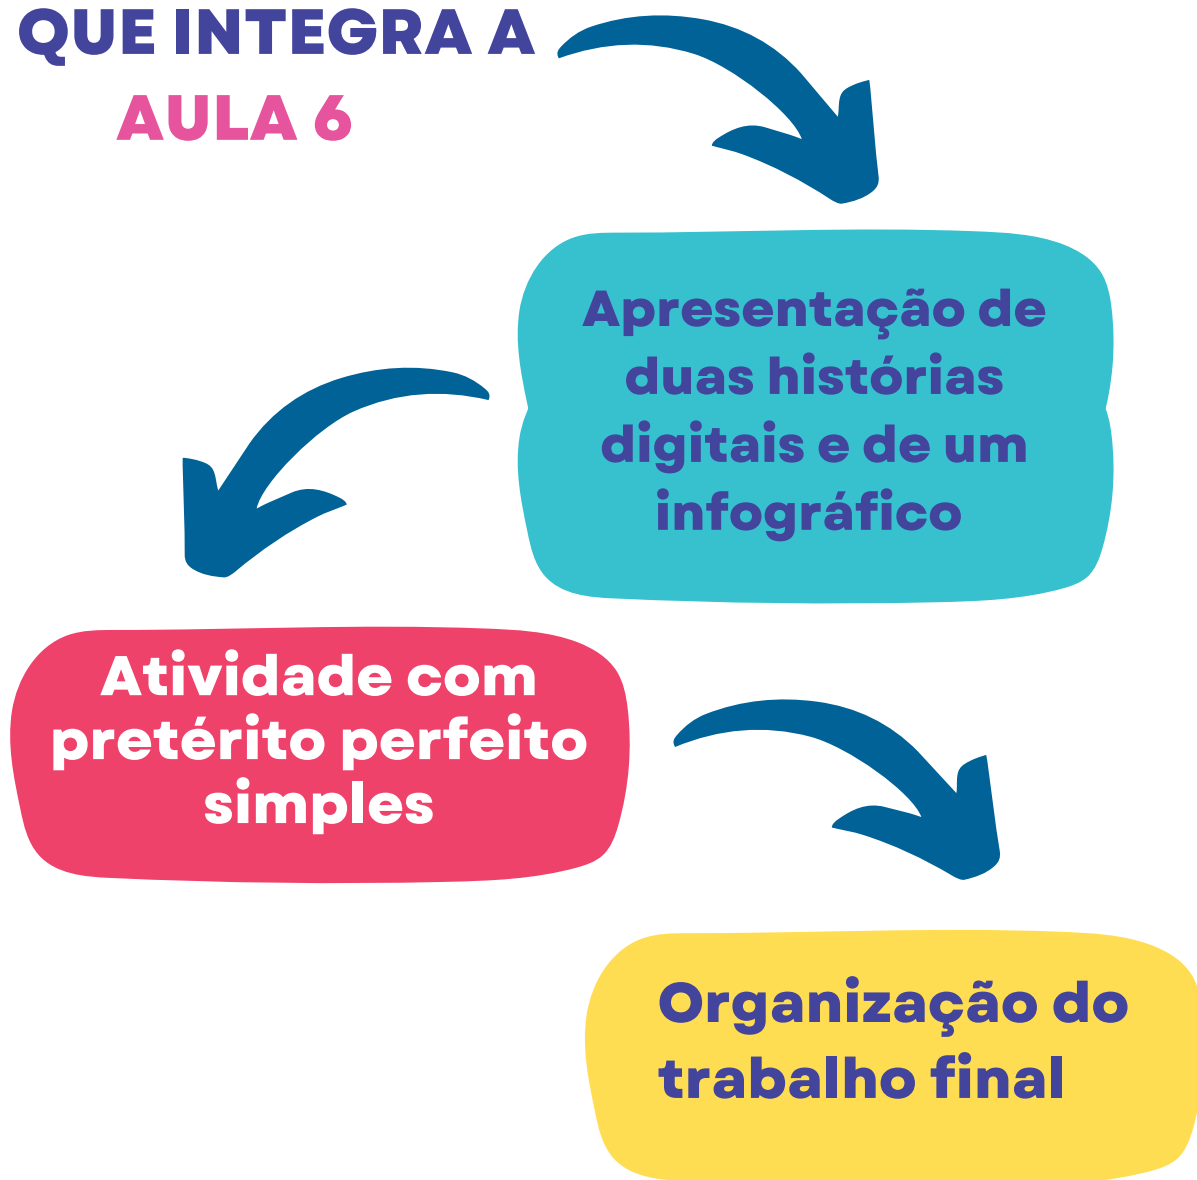 QUE INTEGRA A
AULA 6
Apresentação de
duas histórias
digitais e de um
infográfico
Atividade com
pretérito perfeito
simples
Organização do
trabalho final